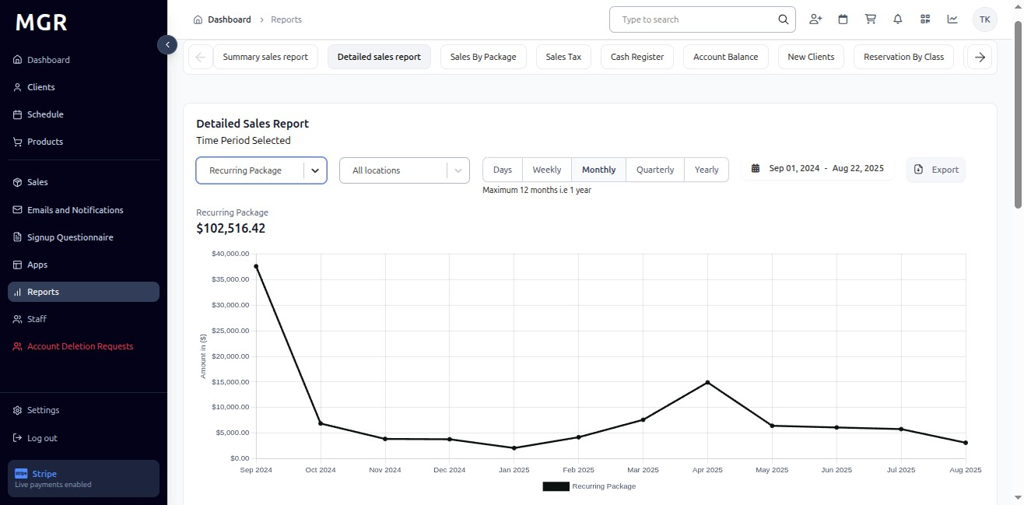 MGR
Dashboard
Clients
Schedule
Products
Sales
Emails and Notifications
Signup Questionnaire
Apps
Reports
Staff
Account Deletion Requests
Settings
Log out
Stripe
Live payments enabled
Dashboard > Reports
Type to search
TK
Summary sales report
Detailed sales report
Sales By Package
Sales Tax
Cash Register
Account Balance
New Clients
Reservation By Class
Detailed Sales Report
Time Period Selected
Recurring Package
All locations
Days Weekly Monthly Quarterly Yearly
Maximum 12 months i.e 1 year
Sep 01, 2024 - Aug 22, 2025
Export
Recurring Package
$102,516.42
Amount in ($)
$40,000.00
$35,000.00
$30,000.00
$25,000.00
$20,000.00
$15,000.00
$10,000.00
$5,000.00
$0.00
Sep 2024 Oct 2024 Nov 2024 Dec 2024 Jan 2025 Feb 2025 Mar 2025 Apr 2025 May 2025 Jun 2025 Jul 2025 Aug 2025
Recurring Package